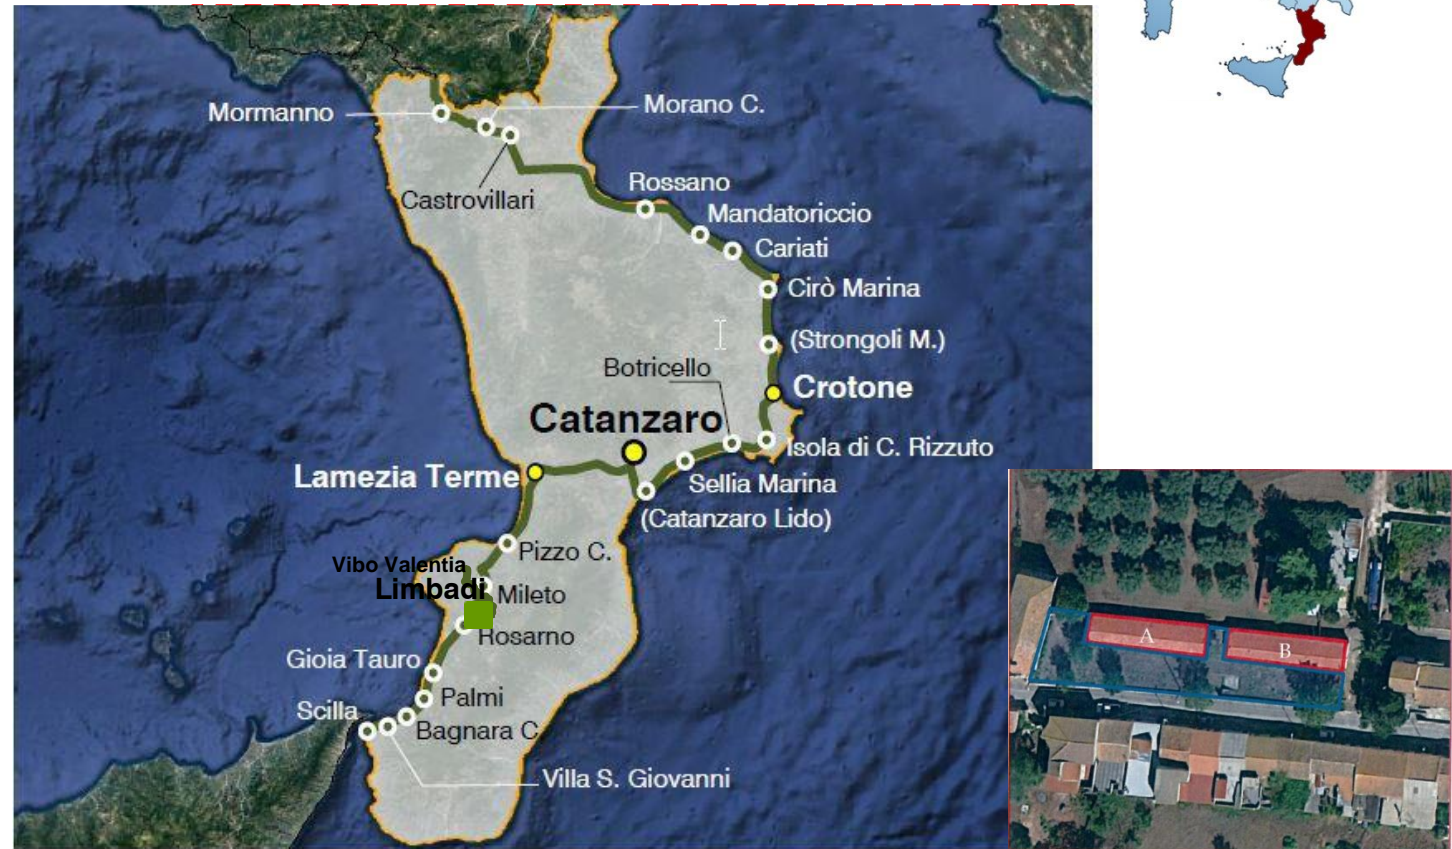 Mormanno
Morano C.
Castrovillari
Rossano
Mandatoriccio
Cariati
Cirò Marina
(Strongoli M.)
Botricello
Crotone
Catanzaro
Isola di C. Rizzuto
Lamezia Terme
Sellia Marina
(Catanzaro Lido)
Pizzo C.
Vibo Valentia
Limbadi
Mileto
Rosarno
A
B
Gioia Tauro
Palmi
Scilla
Bagnara C.
Villa S. Giovanni